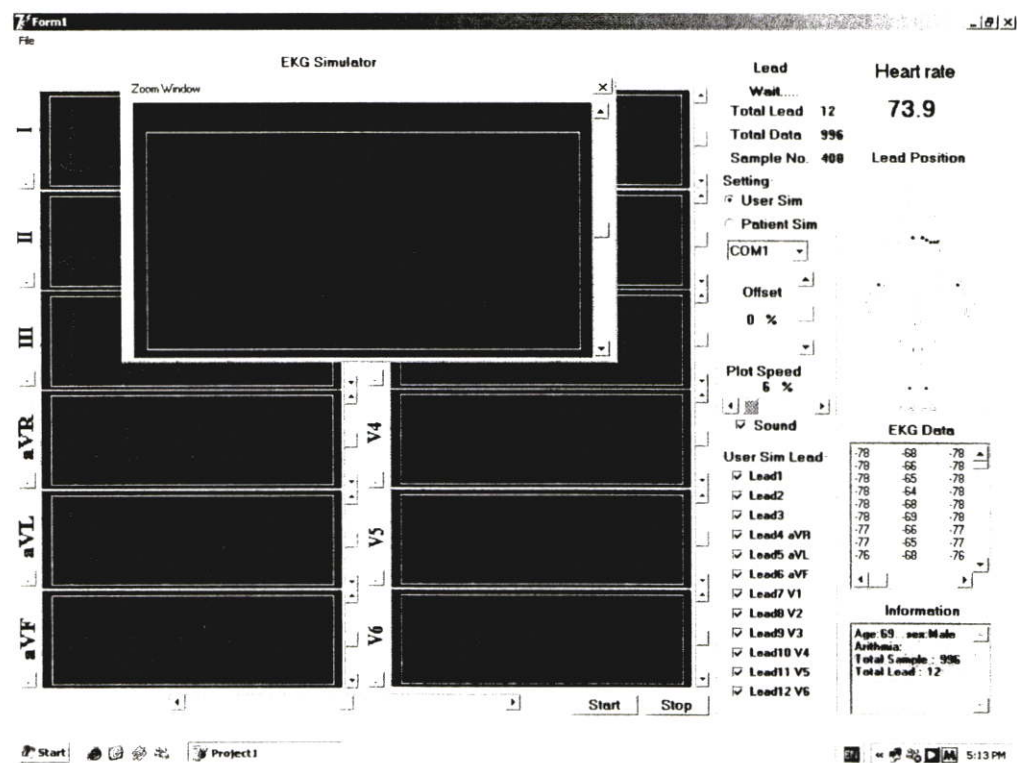 Form1
File
EKG Simulator
Zoom Window
I
II
III
aVR
aVL
aVF
V4
V5
V6
Start
Stop
Lead
Wait.....
Total Lead 12
Total Data 996
Sample No. 408
Setting
User Sim
Patient Sim
COM1
Offset
0 %
Plot Speed
6 %
Sound
User Sim Lead
Lead1
Lead2
Lead3
Lead4 aVR
Lead5 aVL
Lead6 aVF
Lead7 V1
Lead8 V2
Lead9 V3
Lead10 V4
Lead11 V5
Lead12 V6
Heart rate
73.9
Lead Position
EKG Data
-78 -68 -78
-78 -66 -78
-78 -65 -78
-78 -64 -78
-78 -68 -78
-78 -69 -78
-77 -66 -77
-77 -65 -77
-76 -68 -76
Information
Age:69. .sex:Male
Arithmia:
Total Sample : 996
Total Lead : 12
Start
Project1
5:13 PM